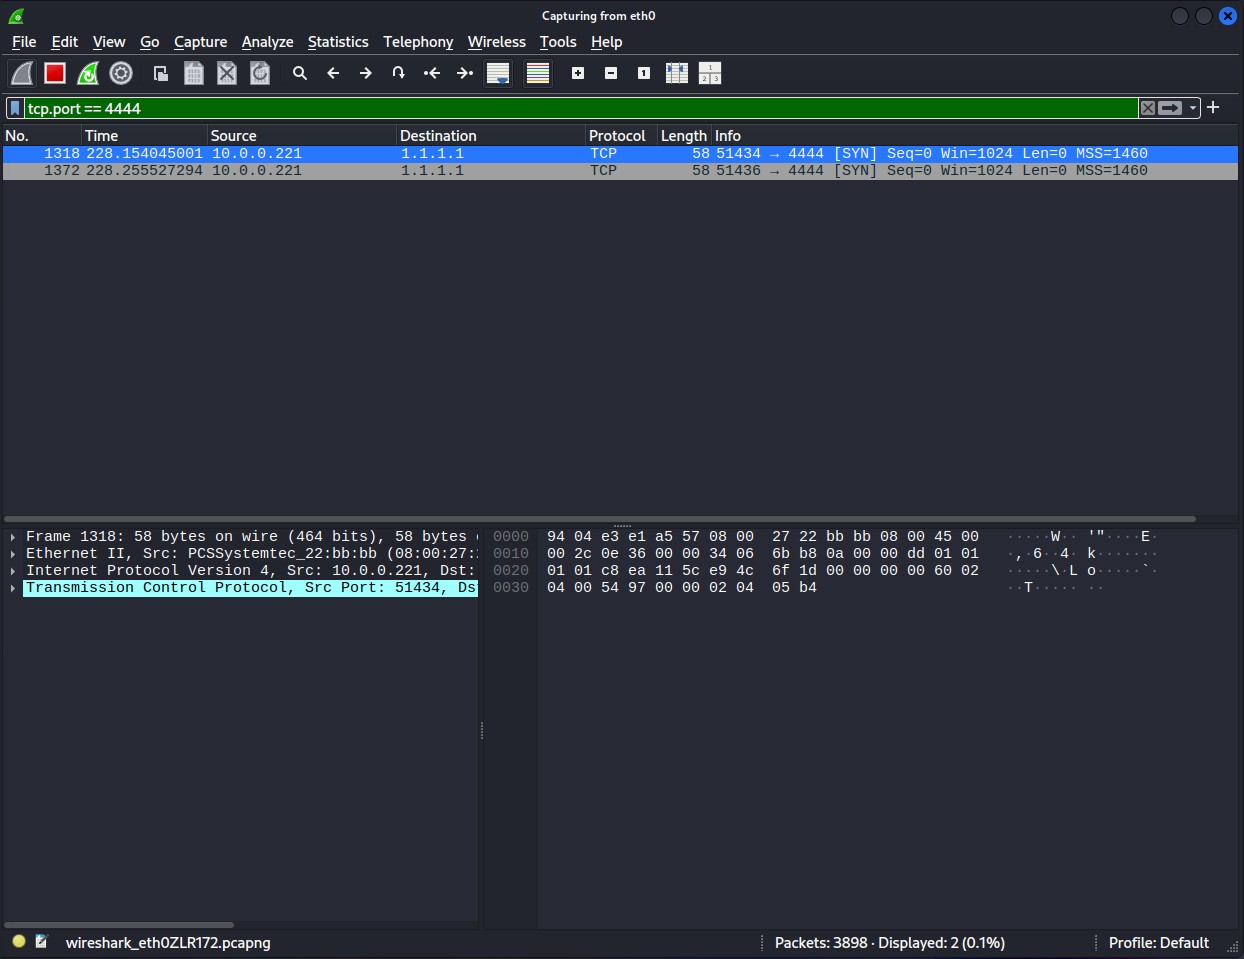 Capturing from eth0
File Edit View Go Capture Analyze Statistics Telephony Wireless Tools Help
tcp.port == 4444
No. Time Source Destination Protocol Length Info
1318 228.154045001 10.0.0.221 1.1.1.1 TCP 58 51434 → 4444 [SYN] Seq=0 Win=1024 Len=0 MSS=1460
1372 228.255527294 10.0.0.221 1.1.1.1 TCP 58 51436 → 4444 [SYN] Seq=0 Win=1024 Len=0 MSS=1460
Frame 1318: 58 bytes on wire (464 bits), 58 bytes
Ethernet II, Src: PCSSystemtec_22:bb:bb (08:00:27:
Internet Protocol Version 4, Src: 10.0.0.221, Dst:
Transmission Control Protocol, Src Port: 51434, Ds
0000 94 04 e3 e1 a5 57 08 00 27 22 bb bb 08 00 45 00 ·····W·· '"····E·
0010 00 2c 0e 36 00 00 34 06 6b b8 0a 00 00 dd 01 01 ·,·6··4· k·······
0020 01 01 c8 ea 11 5c e9 4c 6f 1d 00 00 00 00 60 02 ·····\·L o·····`·
0030 04 00 54 97 00 00 02 04 05 b4 ··T····· ··
wireshark_eth0ZLR172.pcapng
Packets: 3898 · Displayed: 2 (0.1%)
Profile: Default